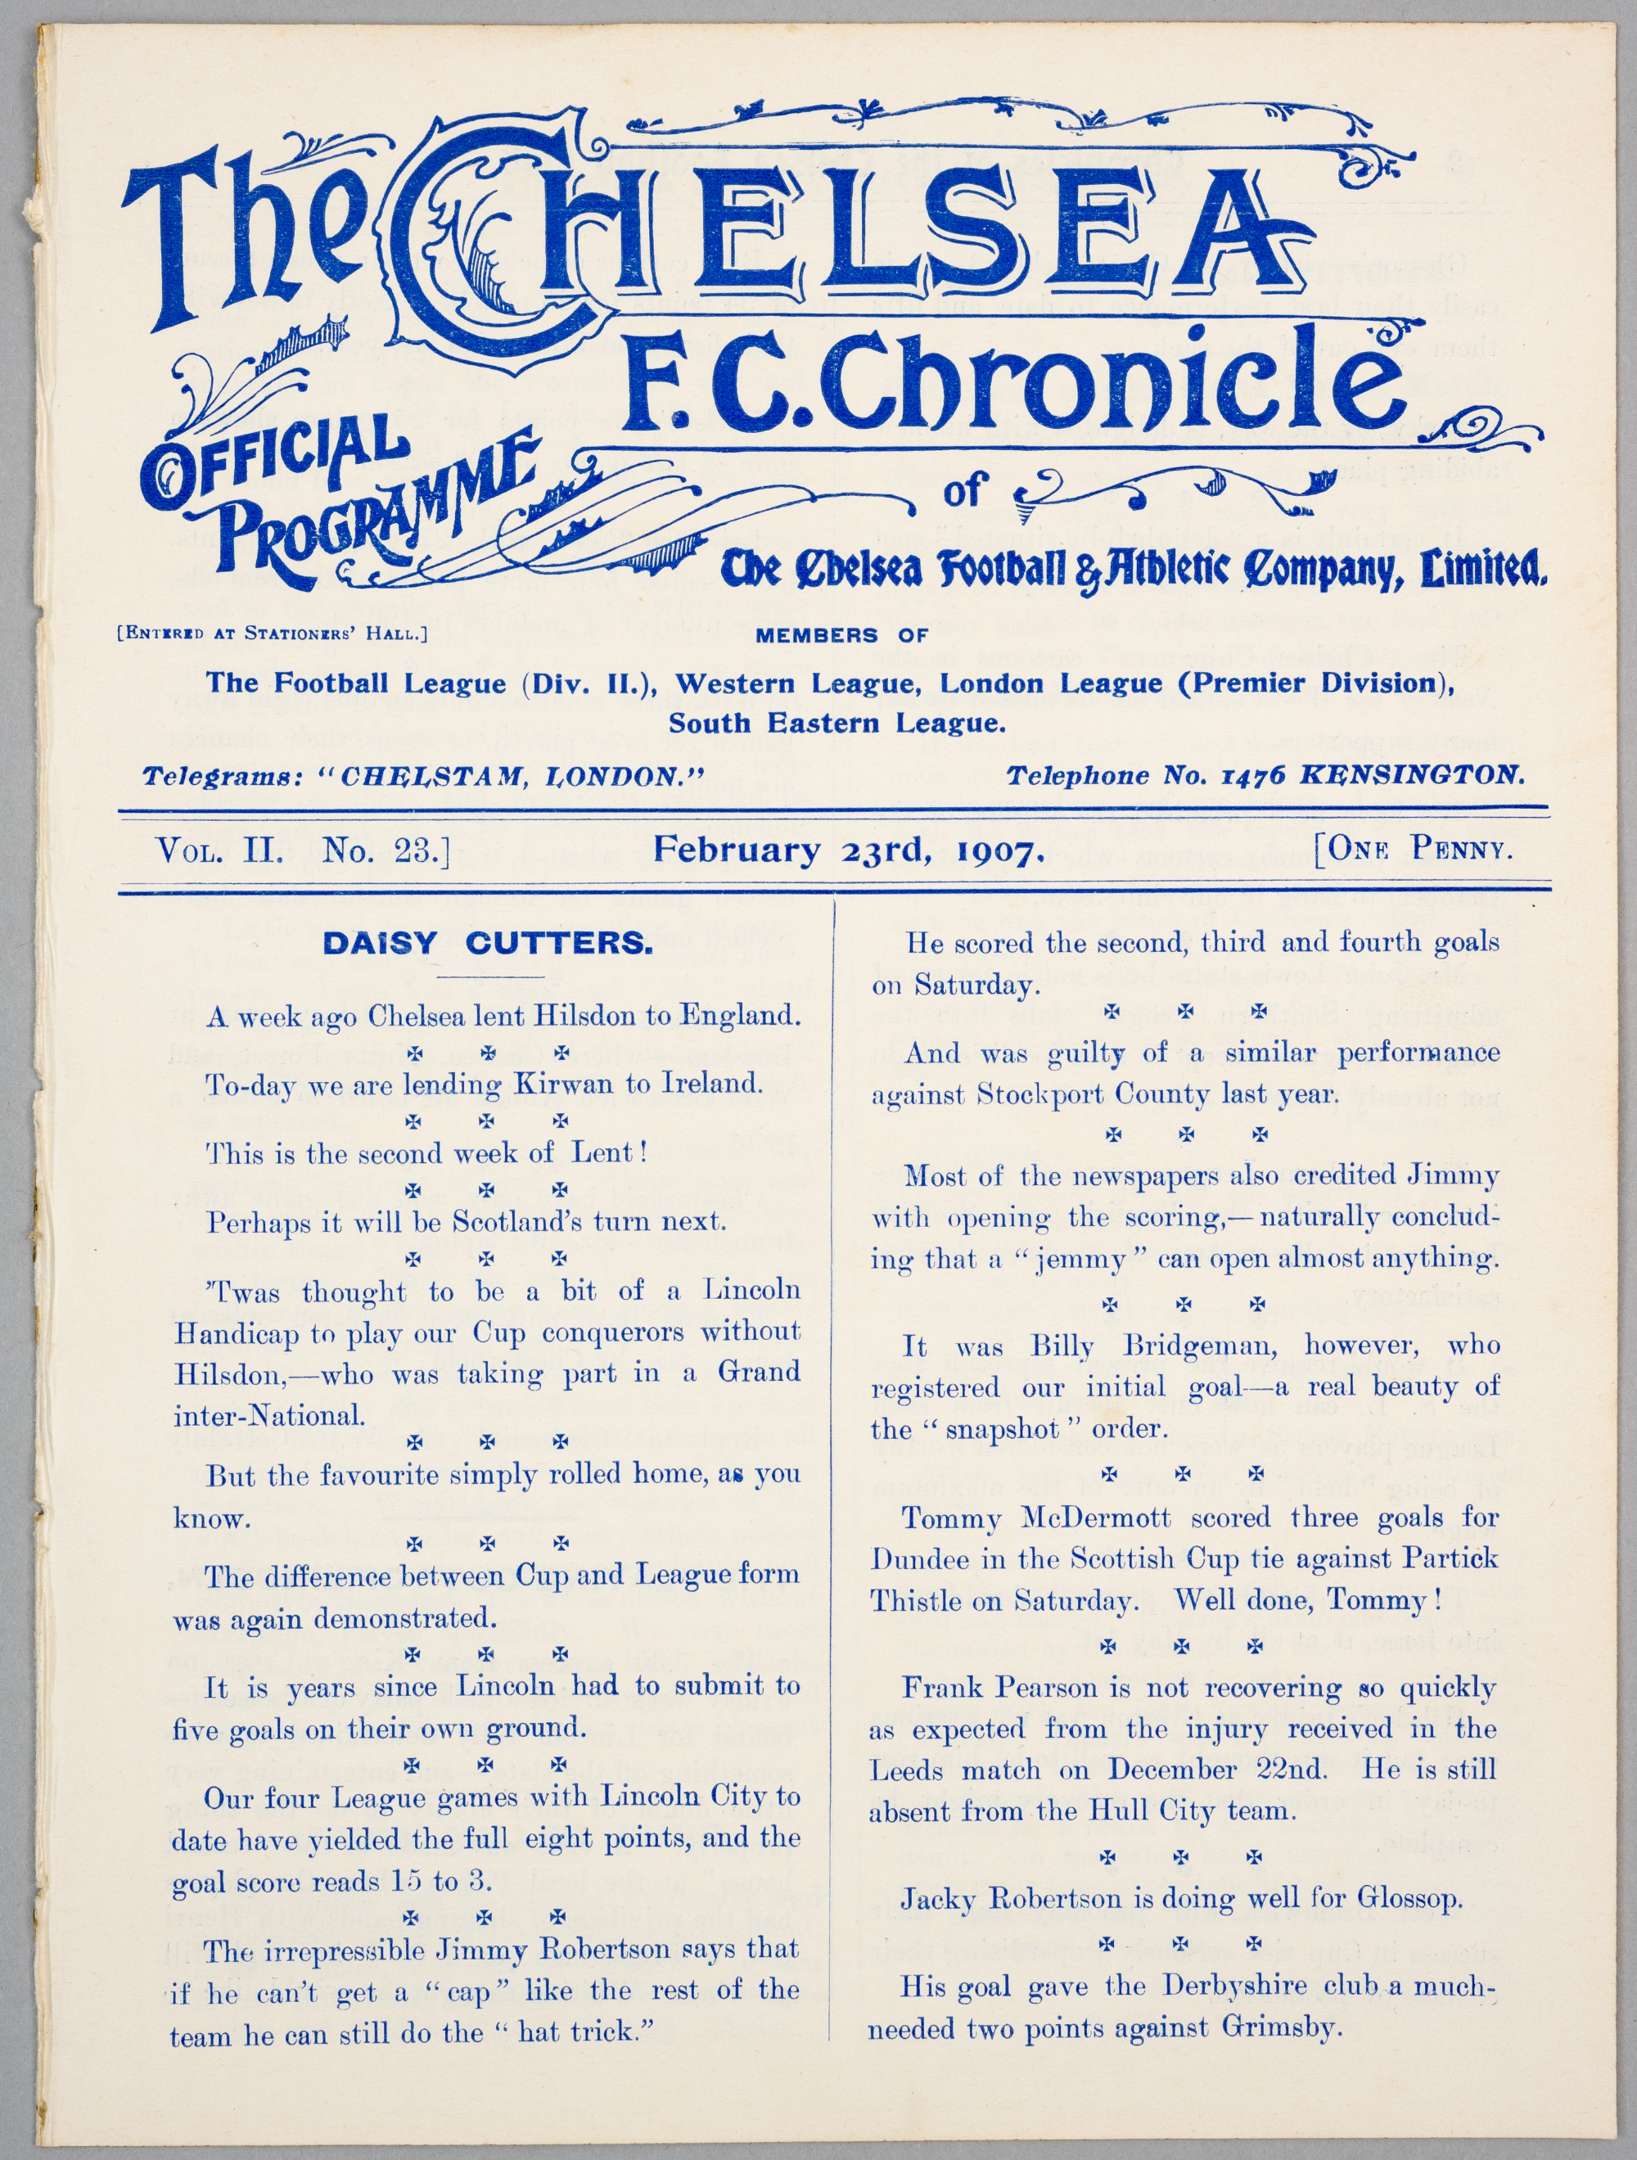 The CHELSEA
F.C. Chronicle
OFFICIAL
PROGRAMME
of
The Chelsea Football & Athletic Company, Limited.
[ENTERED AT STATIONERS' HALL.]
MEMBERS OF
The Football League (Div. II.), Western League, London League (Premier Division),
South Eastern League.
Telegrams: "CHELSTAM, LONDON."
Telephone No. 1476 KENSINGTON.
VOL. II. No. 23.]
February 23rd, 1907.
[ONE PENNY.
DAISY CUTTERS.
A week ago Chelsea lent Hilsdon to England.
✠ ✠ ✠
To-day we are lending Kirwan to Ireland.
✠ ✠ ✠
This is the second week of Lent!
✠ ✠ ✠
Perhaps it will be Scotland's turn next.
✠ ✠ ✠
'Twas thought to be a bit of a Lincoln
Handicap to play our Cup conquerors without
Hilsdon,—who was taking part in a Grand
inter-National.
✠ ✠ ✠
But the favourite simply rolled home, as you
know.
✠ ✠ ✠
The difference between Cup and League form
was again demonstrated.
✠ ✠ ✠
It is years since Lincoln had to submit to
five goals on their own ground.
✠ ✠ ✠
Our four League games with Lincoln City to
date have yielded the full eight points, and the
goal score reads 15 to 3.
✠ ✠ ✠
The irrepressible Jimmy Robertson says that
if he can't get a "cap" like the rest of the
team he can still do the "hat trick."
He scored the second, third and fourth goals
on Saturday.
✠ ✠ ✠
And was guilty of a similar performance
against Stockport County last year.
✠ ✠ ✠
Most of the newspapers also credited Jimmy
with opening the scoring,—naturally conclud-
ing that a "jemmy" can open almost anything.
✠ ✠ ✠
It was Billy Bridgeman, however, who
registered our initial goal—a real beauty of
the "snapshot" order.
✠ ✠ ✠
Tommy McDermott scored three goals for
Dundee in the Scottish Cup tie against Partick
Thistle on Saturday. Well done, Tommy!
✠ ✠ ✠
Frank Pearson is not recovering so quickly
as expected from the injury received in the
Leeds match on December 22nd. He is still
absent from the Hull City team.
✠ ✠ ✠
Jacky Robertson is doing well for Glossop.
✠ ✠ ✠
His goal gave the Derbyshire club a much-
needed two points against Grimsby.